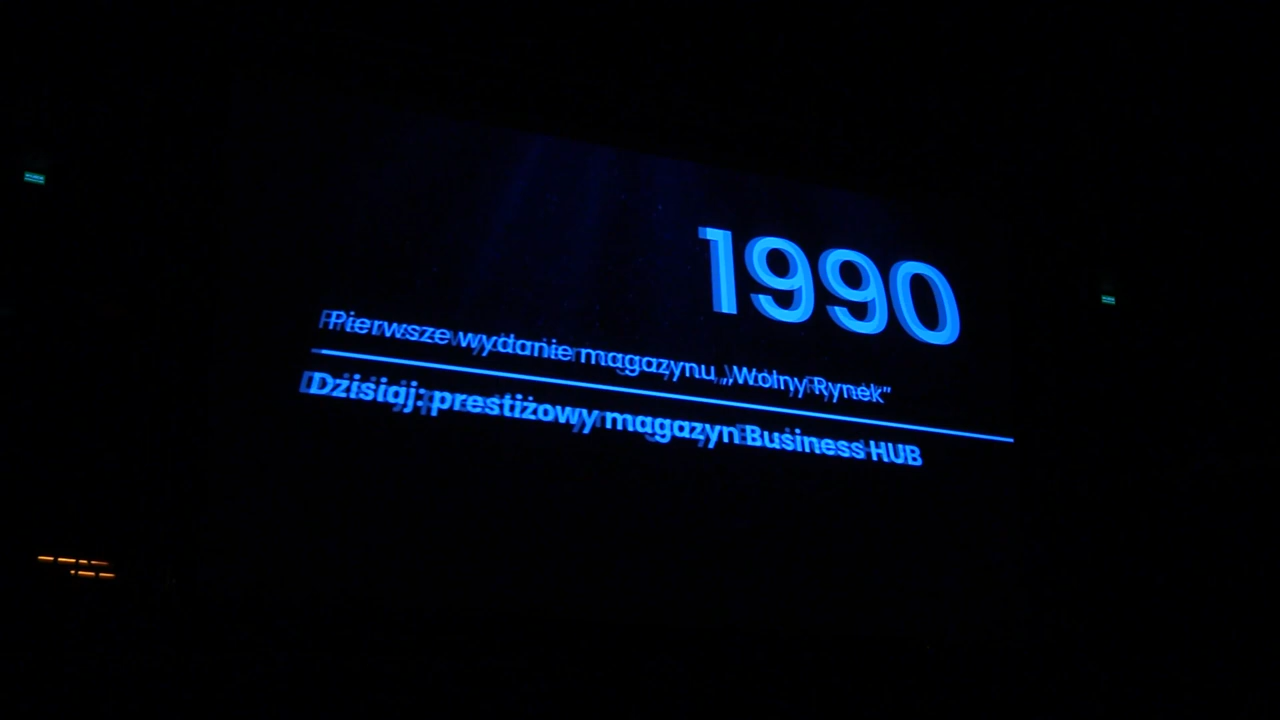 1990
Pierwsze wydanie magazynu „Wolny Rynek”
Dzisiaj: prestiżowy magazyn Business HUB